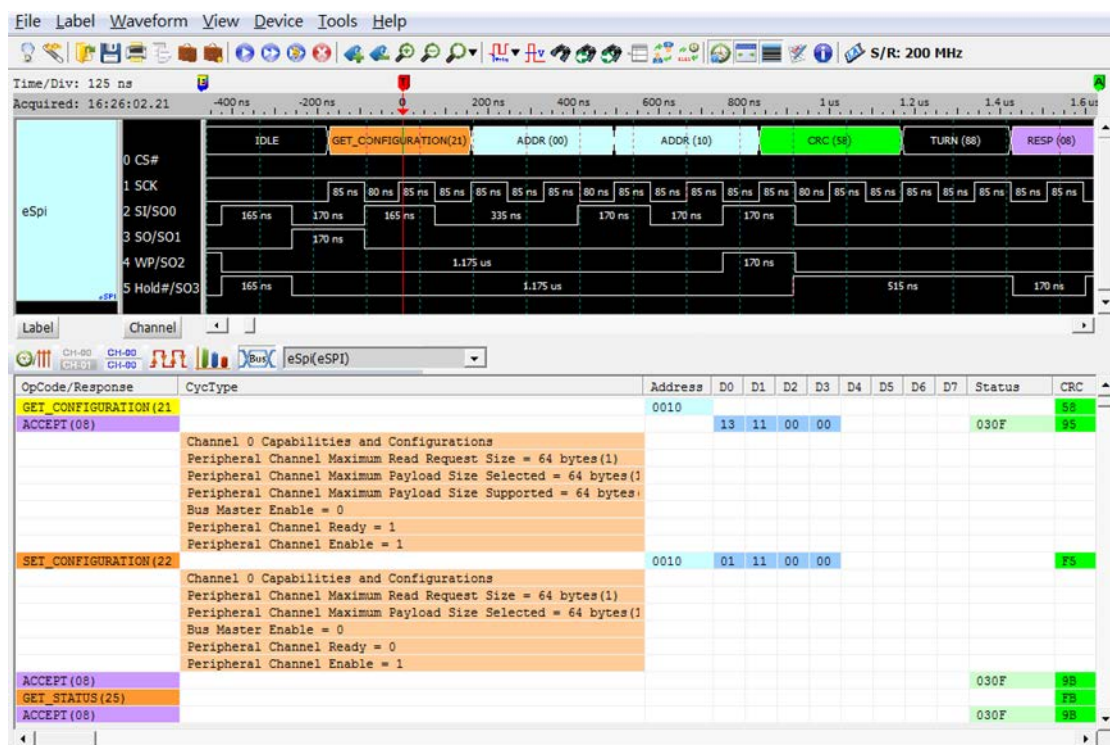 File Label Waveform View Device Tools Help
S/R: 200 MHz
Time/Div: 125 ns
Acquired: 16:26:02.21 -400 ns -200 ns 0 200 ns 400 ns 600 ns 800 ns 1 us 1.2 us 1.4 us 1.6 us
IDLE GET_CONFIGURATION(21) ADDR (00) ADDR (10) CRC (58) TURN (88) RESP (08)
0 CS#
1 SCK 85 ns 80 ns 85 ns 85 ns 85 ns 85 ns 85 ns 80 ns 85 ns 85 ns 85 ns 85 ns 85 ns 80 ns 85 ns 85 ns 85 ns 85 ns 85 ns 85 ns 85 ns
eSpi 2 SI/SO0 165 ns 170 ns 165 ns 335 ns 170 ns 170 ns 170 ns
3 SO/SO1 170 ns
4 WP/SO2 1.175 us 170 ns
5 Hold#/SO3 165 ns 1.175 us 515 ns 170 ns
eSPI
Label Channel
CH-00 CH-00
CH-01 CH-00 Bus eSpi(eSPI)
OpCode/Response CycType Address D0 D1 D2 D3 D4 D5 D6 D7 Status CRC
GET_CONFIGURATION(21 0010 58
ACCEPT(08) 13 11 00 00 030F 95
Channel 0 Capabilities and Configurations
Peripheral Channel Maximum Read Request Size = 64 bytes(1)
Peripheral Channel Maximum Payload Size Selected = 64 bytes(1
Peripheral Channel Maximum Payload Size Supported = 64 bytes
Bus Master Enable = 0
Peripheral Channel Ready = 1
Peripheral Channel Enable = 1
SET_CONFIGURATION(22 0010 01 11 00 00 F5
Channel 0 Capabilities and Configurations
Peripheral Channel Maximum Read Request Size = 64 bytes(1)
Peripheral Channel Maximum Payload Size Selected = 64 bytes(1
Bus Master Enable = 0
Peripheral Channel Ready = 0
Peripheral Channel Enable = 1
ACCEPT(08) 030F 9B
GET_STATUS(25) FB
ACCEPT(08) 030F 9B